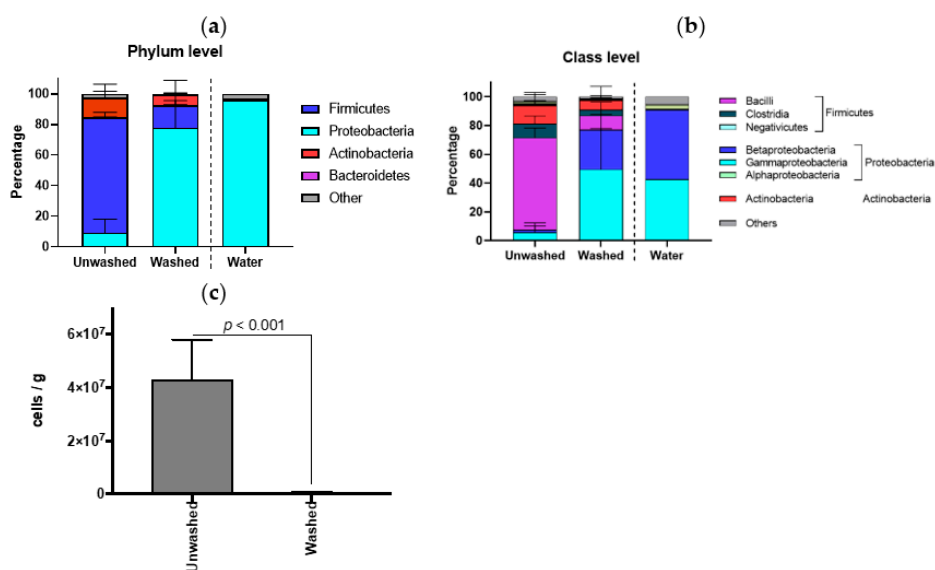 (a)
Phylum level
Percentage
100
80
60
40
20
0
Unwashed Washed Water
Firmicutes
Proteobacteria
Actinobacteria
Bacteroidetes
Other
(b)
Class level
Percentage
100
80
60
40
20
0
Unwashed Washed Water
Bacilli
Clostridia
Negativicutes
Firmicutes
Betaproteobacteria
Gammaproteobacteria
Alphaproteobacteria
Proteobacteria
Actinobacteria Actinobacteria
Others
(c)
p < 0.001
cells / g
6×10⁷
4×10⁷
2×10⁷
0
Unwashed
Washed